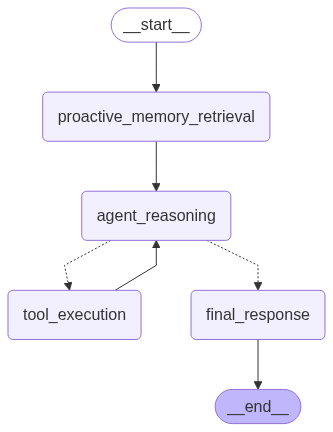 __start__
proactive_memory_retrieval
agent_reasoning
tool_execution
final_response
__end__